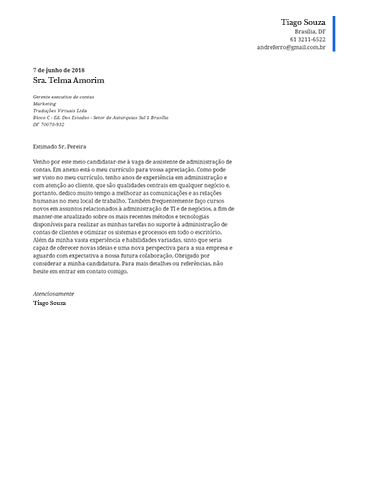 Tiago Souza
Brasília, DF
61 3211-6522
andreferro@gmail.com.br
7 de junho de 2018
Sra. Telma Amorim
Gerente executivo de contas
Marketing
Traduções Virtuais Ltda
Bloco C - Ed. Dos Estados - Setor de Autarquias Sul 1 Brasília
DF 70070-932
Estimado Sr. Pereira
Venho por este meio candidatar-me à vaga de assistente de administração de
contas. Em anexo está o meu currículo para vossa apreciação. Como pode
ser visto no meu currículo, tenho anos de experiência em administração e
com atenção ao cliente, que são qualidades centrais em qualquer negócio e,
portanto, dedico muito tempo a melhorar as comunicações e as relações
humanas no meu local de trabalho. Também frequentemente faço cursos
novos em assuntos relacionados à administração de TI e de negócios, a fim de
manter-me atualizado sobre os mais recentes métodos e tecnologias
disponíveis para realizar as minhas tarefas no suporte à administração de
contas de clientes e otimizar os sistemas e processos em todo o escritório.
Além da minha vasta experiência e habilidades variadas, sinto que seria
capaz de oferecer novas ideias e uma nova perspectiva para a sua empresa e
aguardo com expectativa a nossa futura colaboração. Obrigado por
considerar a minha candidatura. Para mais detalhes ou referências, não
hesite em entrar em contato comigo.
Atenciosamente
Tiago Souza